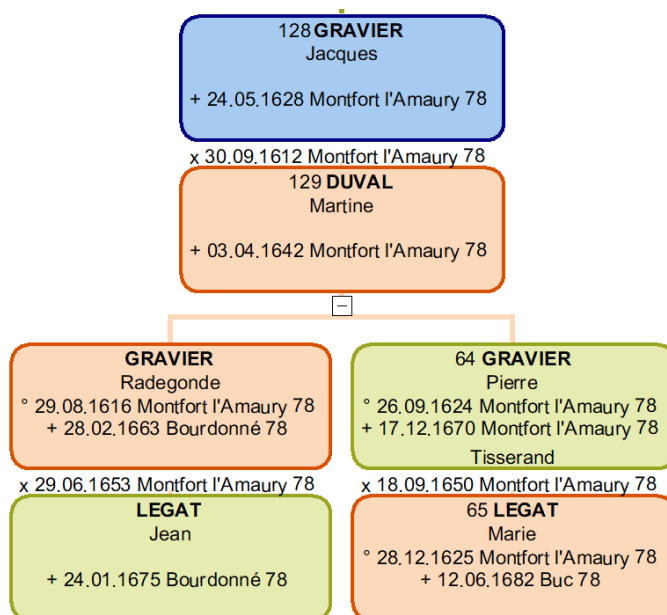 128 GRAVIER
Jacques
+ 24.05.1628 Montfort l'Amaury 78
x 30.09.1612 Montfort l'Amaury 78
129 DUVAL
Martine
+ 03.04.1642 Montfort l'Amaury 78
GRAVIER
Radegonde
° 29.08.1616 Montfort l'Amaury 78
+ 28.02.1663 Bourdonné 78
x 29.06.1653 Montfort l'Amaury 78
LEGAT
Jean
+ 24.01.1675 Bourdonné 78
64 GRAVIER
Pierre
° 26.09.1624 Montfort l'Amaury 78
+ 17.12.1670 Montfort l'Amaury 78
Tisserand
x 18.09.1650 Montfort l'Amaury 78
65 LEGAT
Marie
° 28.12.1625 Montfort l'Amaury 78
+ 12.06.1682 Buc 78